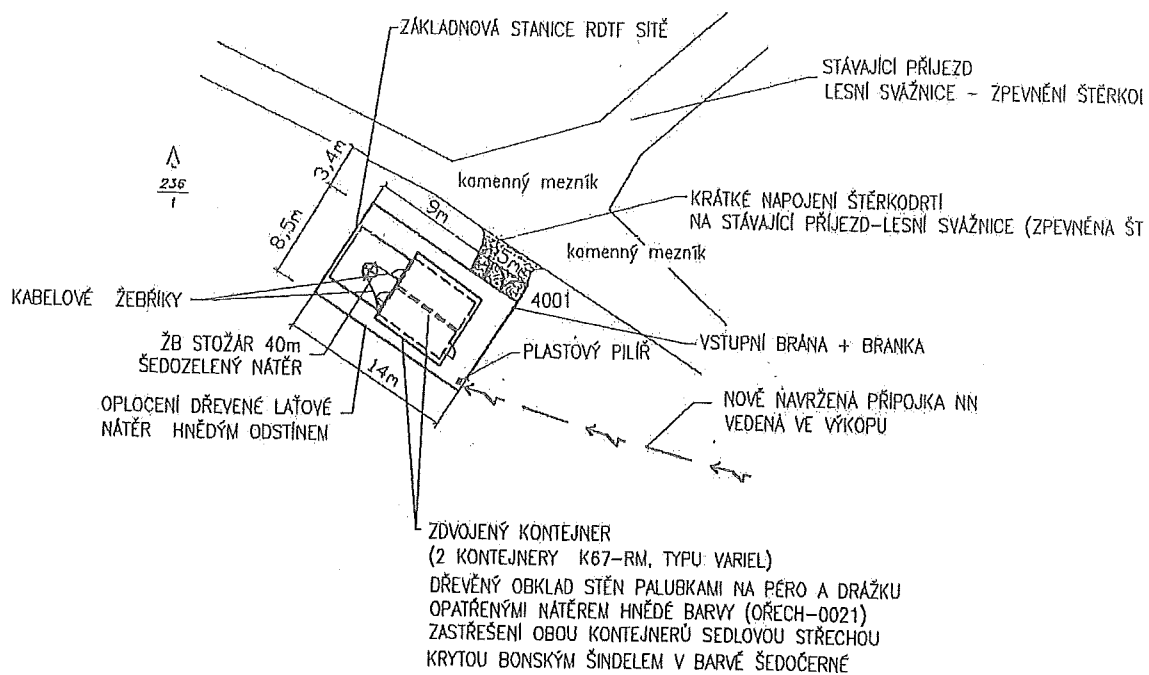 ZÁKLADNOVÁ STANICE RDTF SÍTĚ
STÁVAJÍCÍ PŘÍJEZD
LESNÍ SVÁŽNICE - ZPEVNĚNÍ ŠTĚRKO
236
1
3,4m
8,5m
9m
kamenný mezník
KRÁTKÉ NAPOJENÍ ŠTĚRKODRTÍ
NA STÁVAJÍCÍ PŘÍJEZD-LESNÍ SVÁŽNICE (ZPEVNĚNA ŠT
kamenný mezník
5m
4001
KABELOVÉ ŽEBŘÍKY
ŽB STOŽÁR 40m
ŠEDOZELENÝ NÁTĚR
14m
PLASTOVÝ PILÍŘ
VSTUPNÍ BRÁNA + BRANKA
OPLOCENÍ DŘEVENÉ LAŤOVÉ
NÁTĚR HNĚDÝM ODSTÍNEM
NOVĚ NAVRŽENÁ PŘÍPOJKA NN
VEDENÁ VE VÝKOPU
ZDVOJENÝ KONTEJNER
(2 KONTEJNERY K67-RM, TYPU VARIEL)
DŘEVĚNÝ OBKLAD STĚN PALUBKAMI NA PÉRO A DRÁŽKU
OPATŘENÝMI NÁTĚREM HNĚDÉ BARVY (OŘECH-0021)
ZASTŘEŠENÍ OBOU KONTEJNERŮ SEDLOVOU STŘECHOU
KRYTOU BONSKÝM ŠINDELEM V BARVĚ ŠEDOČERNÉ